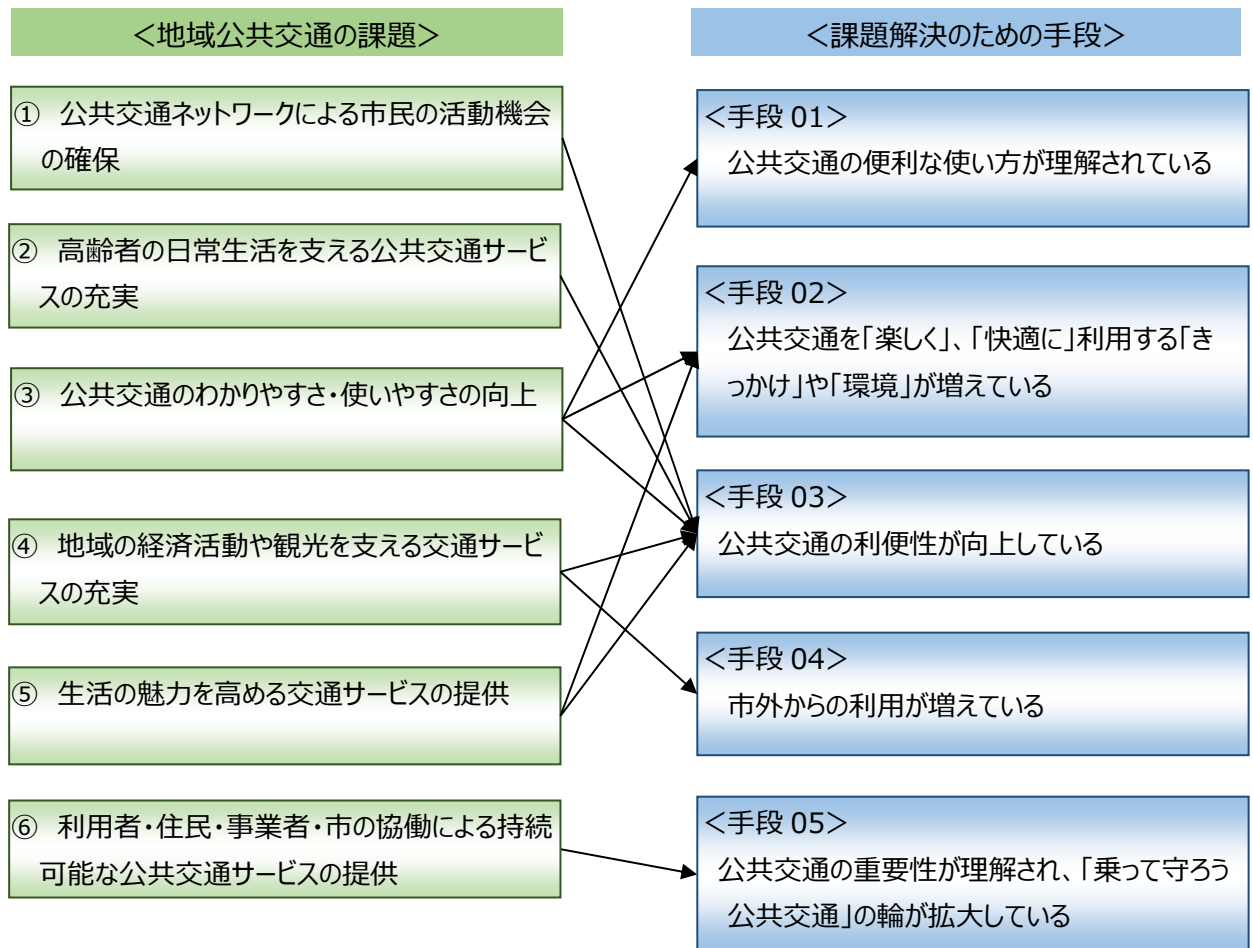 ＜地域公共交通の課題＞
① 公共交通ネットワークによる市民の活動機会
の確保
② 高齢者の日常生活を支える公共交通サービ
スの充実
③ 公共交通のわかりやすさ・使いやすさの向上
④ 地域の経済活動や観光を支える交通サービ
スの充実
⑤ 生活の魅力を高める交通サービスの提供
⑥ 利用者・住民・事業者・市の協働による持続
可能な公共交通サービスの提供
＜課題解決のための手段＞
＜手段 01＞
公共交通の便利な使い方が理解されている
＜手段 02＞
公共交通を「楽しく」、「快適に」利用する「き
っかけ」や「環境」が増えている
＜手段 03＞
公共交通の利便性が向上している
＜手段 04＞
市外からの利用が増えている
＜手段 05＞
公共交通の重要性が理解され、「乗って守ろう
公共交通」の輪が拡大している